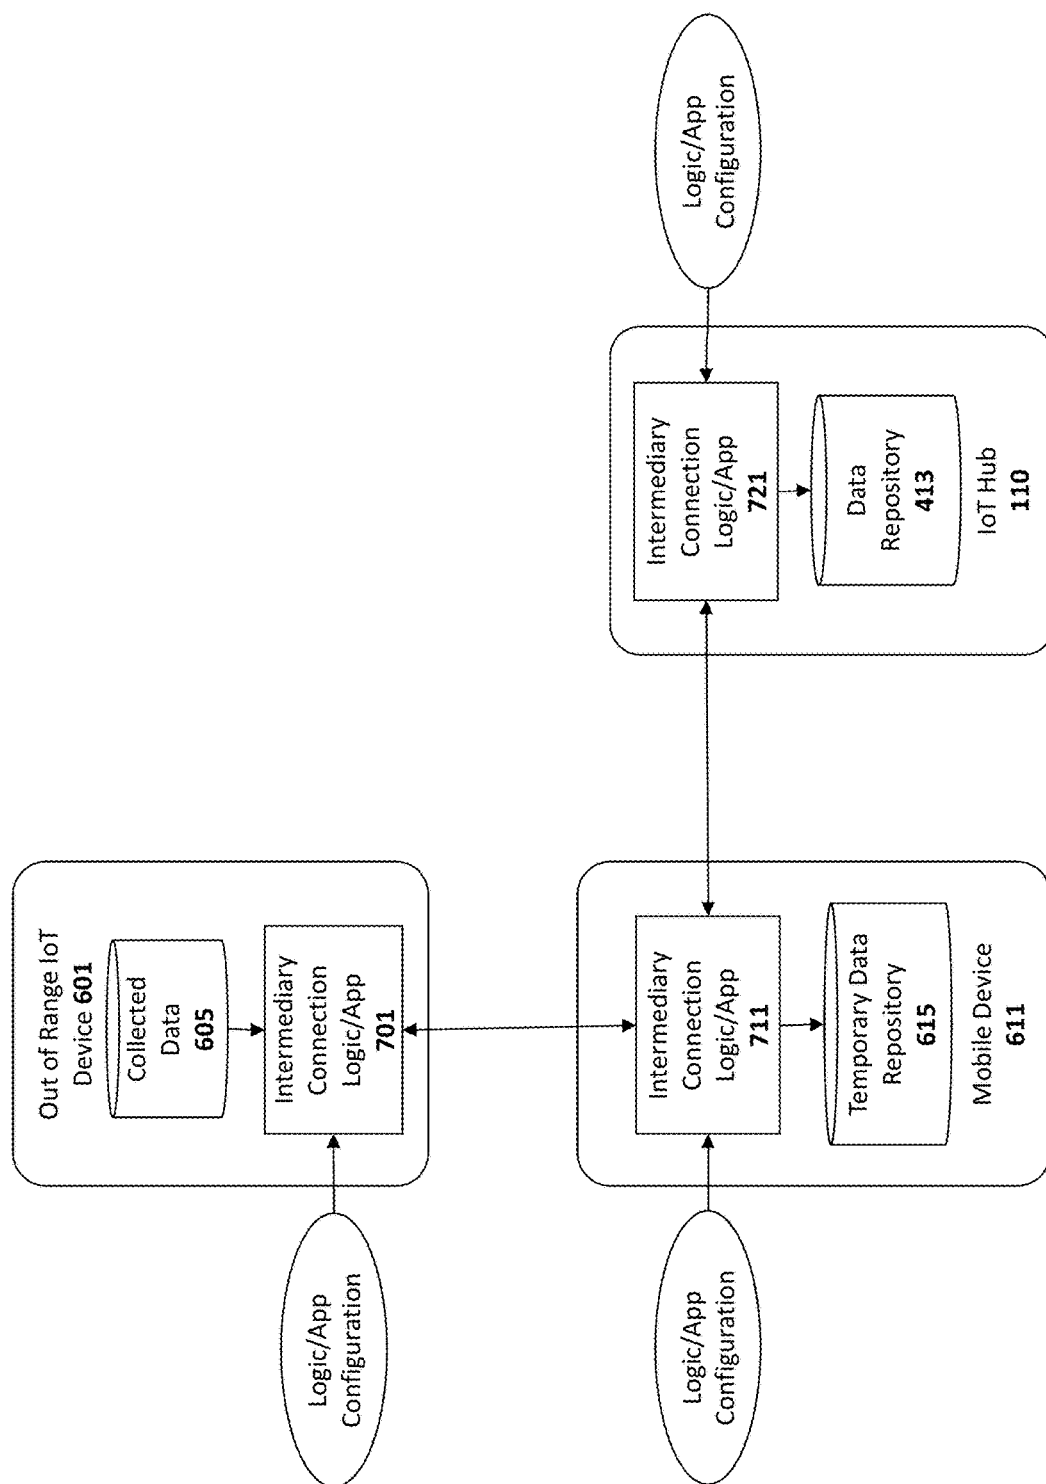 Out of Range IoT
Device 601
Collected
Data
605
Intermediary
Connection
Logic/App
701
Logic/App
Configuration
Intermediary
Connection
Logic/App
711
Temporary Data
Repository
615
Mobile Device
611
Logic/App
Configuration
Intermediary
Connection
Logic/App
721
Data
Repository
413
IoT Hub
110
Logic/App
Configuration